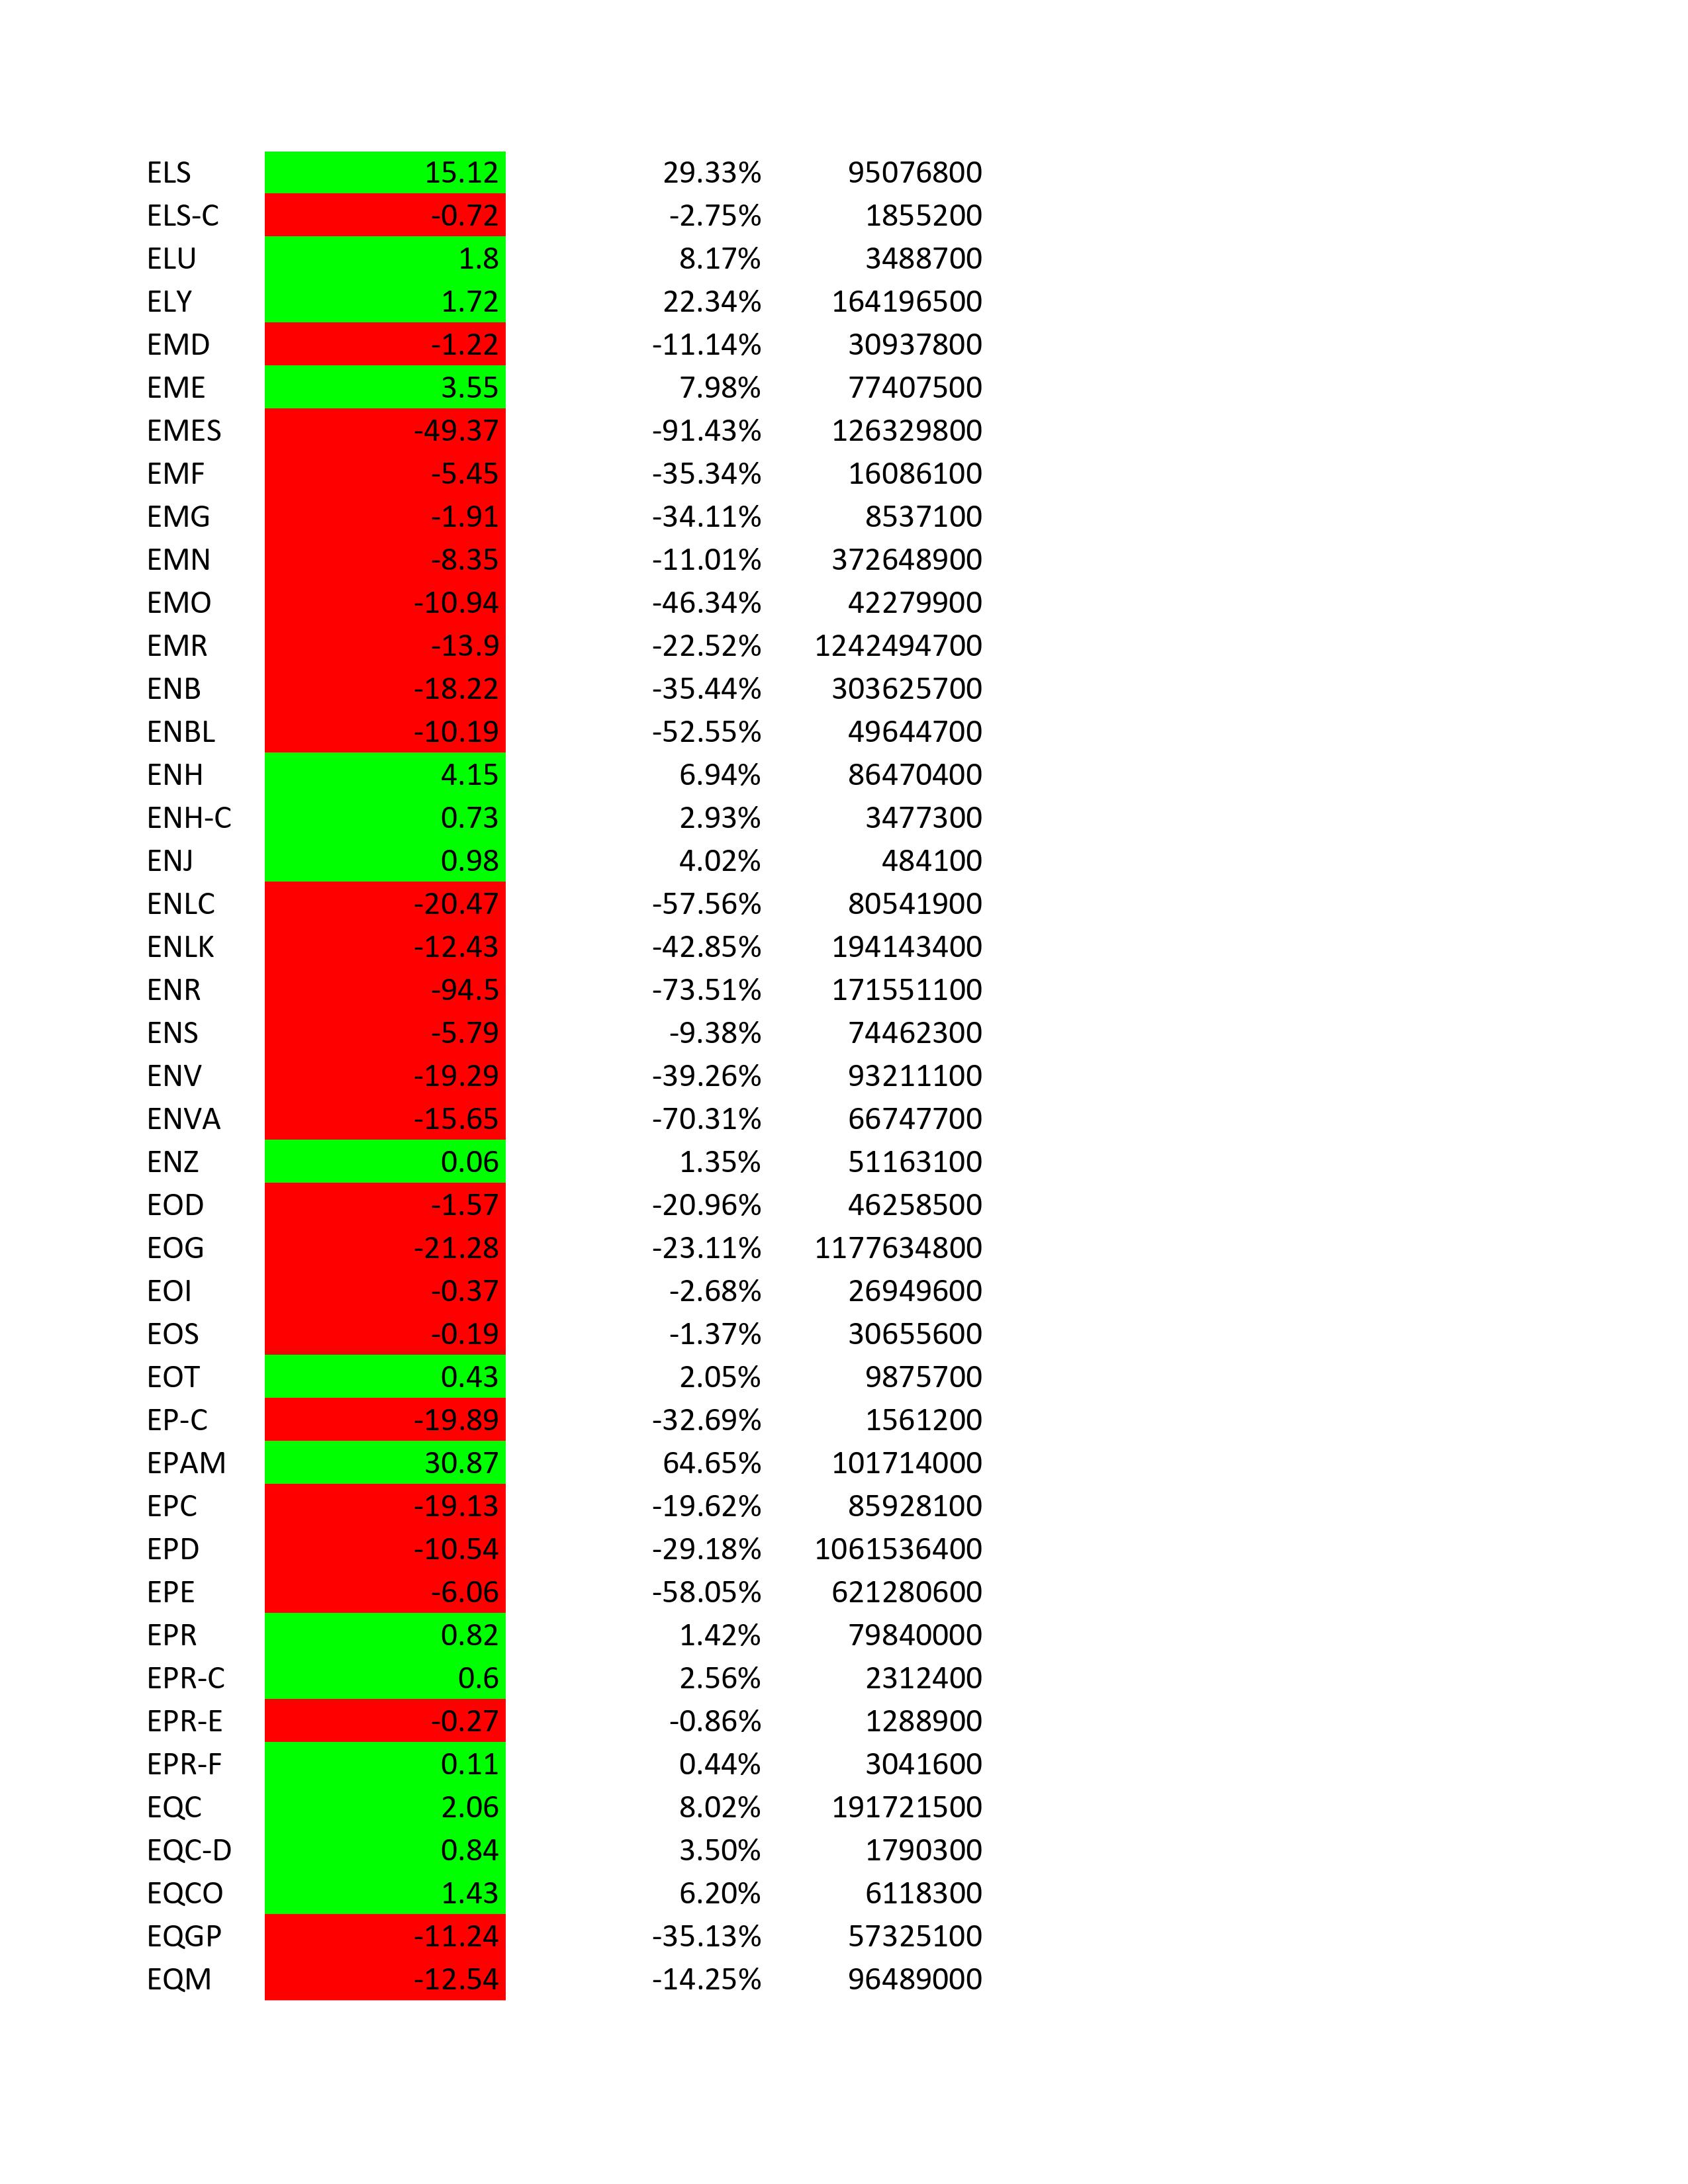 ELS 15.12 29.33% 95076800
ELS-C -0.72 -2.75% 1855200
ELU 1.8 8.17% 3488700
ELY 1.72 22.34% 164196500
EMD -1.22 -11.14% 30937800
EME 3.55 7.98% 77407500
EMES -49.37 -91.43% 126329800
EMF -5.45 -35.34% 16086100
EMG -1.91 -34.11% 8537100
EMN -8.35 -11.01% 372648900
EMO -10.94 -46.34% 42279900
EMR -13.9 -22.52% 1242494700
ENB -18.22 -35.44% 303625700
ENBL -10.19 -52.55% 49644700
ENH 4.15 6.94% 86470400
ENH-C 0.73 2.93% 3477300
ENJ 0.98 4.02% 484100
ENLC -20.47 -57.56% 80541900
ENLK -12.43 -42.85% 194143400
ENR -94.5 -73.51% 171551100
ENS -5.79 -9.38% 74462300
ENV -19.29 -39.26% 93211100
ENVA -15.65 -70.31% 66747700
ENZ 0.06 1.35% 51163100
EOD -1.57 -20.96% 46258500
EOG -21.28 -23.11% 1177634800
EOI -0.37 -2.68% 26949600
EOS -0.19 -1.37% 30655600
EOT 0.43 2.05% 9875700
EP-C -19.89 -32.69% 1561200
EPAM 30.87 64.65% 101714000
EPC -19.13 -19.62% 85928100
EPD -10.54 -29.18% 1061536400
EPE -6.06 -58.05% 621280600
EPR 0.82 1.42% 79840000
EPR-C 0.6 2.56% 2312400
EPR-E -0.27 -0.86% 1288900
EPR-F 0.11 0.44% 3041600
EQC 2.06 8.02% 191721500
EQC-D 0.84 3.50% 1790300
EQCO 1.43 6.20% 6118300
EQGP -11.24 -35.13% 57325100
EQM -12.54 -14.25% 96489000